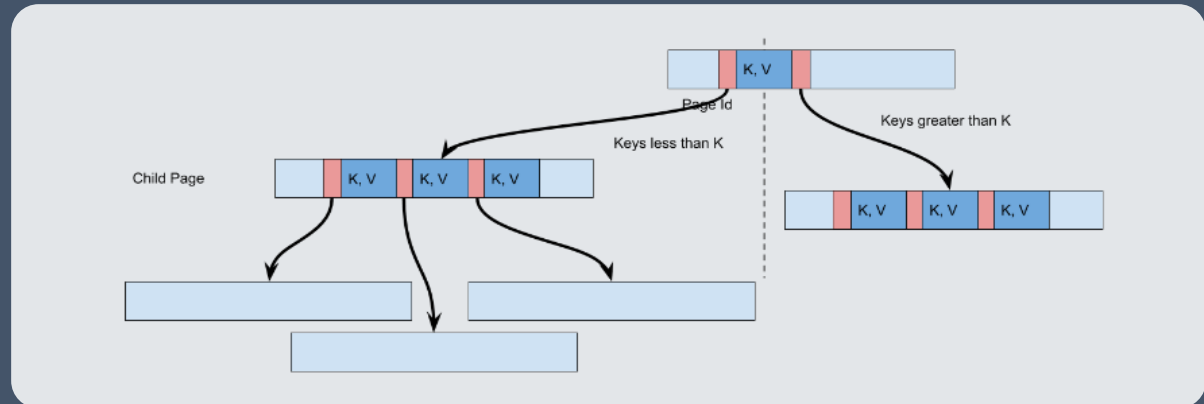 K, V
Page Id
Keys greater than K
Keys less than K
Child Page
K, V
K, V
K, V
K, V
K, V
K, V